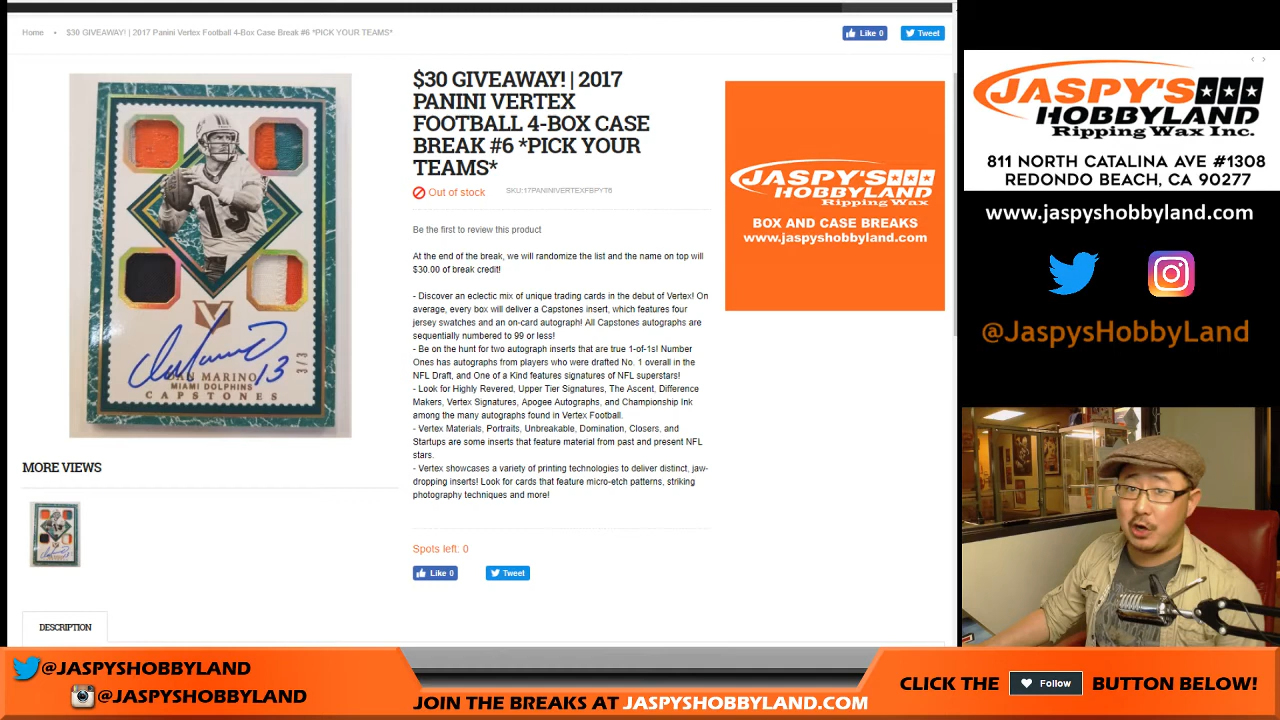 Home • $30 GIVEAWAY! | 2017 Panini Vertex Football 4-Box Case Break #6 *PICK YOUR TEAMS*
Like 0
Tweet
$30 GIVEAWAY! | 2017
PANINI VERTEX
FOOTBALL 4-BOX CASE
BREAK #6 *PICK YOUR
TEAMS*
Out of stock
SKU:17PANINIVERTEXFBPYT6
Be the first to review this product
At the end of the break, we will randomize the list and the name on top will
$30.00 of break credit!
- Discover an eclectic mix of unique trading cards in the debut of Vertex! On
average, every box will deliver a Capstones insert, which features four
jersey swatches and an on-card autograph! All Capstones autographs are
sequentially numbered to 99 or less!
- Be on the hunt for two autograph inserts that are true 1-of-1s! Number
Ones has autographs from players who were drafted No. 1 overall in the
NFL Draft, and One of a Kind features signatures of NFL superstars!
- Look for Highly Revered, Upper Tier Signatures, The Ascent, Difference
Makers, Vertex Signatures, Apogee Autographs, and Championship Ink
among the many autographs found in Vertex Football.
- Vertex Materials, Portraits, Unbreakable, Domination, Closers, and
Startups are some inserts that feature material from past and present NFL
stars.
- Vertex showcases a variety of printing technologies to deliver distinct, jaw-
dropping inserts! Look for cards that feature micro-etch patterns, striking
photography techniques and more!
Spots left: 0
Like 0
Tweet
13
V
DAN MARINO
13
MIAMI DOLPHINS
CAPSTONES
3/3
MORE VIEWS
DESCRIPTION
JASPY'S
HOBBYLAND
Ripping Wax
BOX AND CASE BREAKS
www.jaspyshobbyland.com
JASPY'S
HOBBYLAND
Ripping Wax Inc.
811 NORTH CATALINA AVE #1308
REDONDO BEACH, CA 90277
www.jaspyshobbyland.com
@JaspysHobbyLand
@JASPYSHOBBYLAND
@JASPYSHOBBYLAND
JOIN THE BREAKS AT JASPYSHOBBYLAND.COM
CLICK THE Follow BUTTON BELOW!